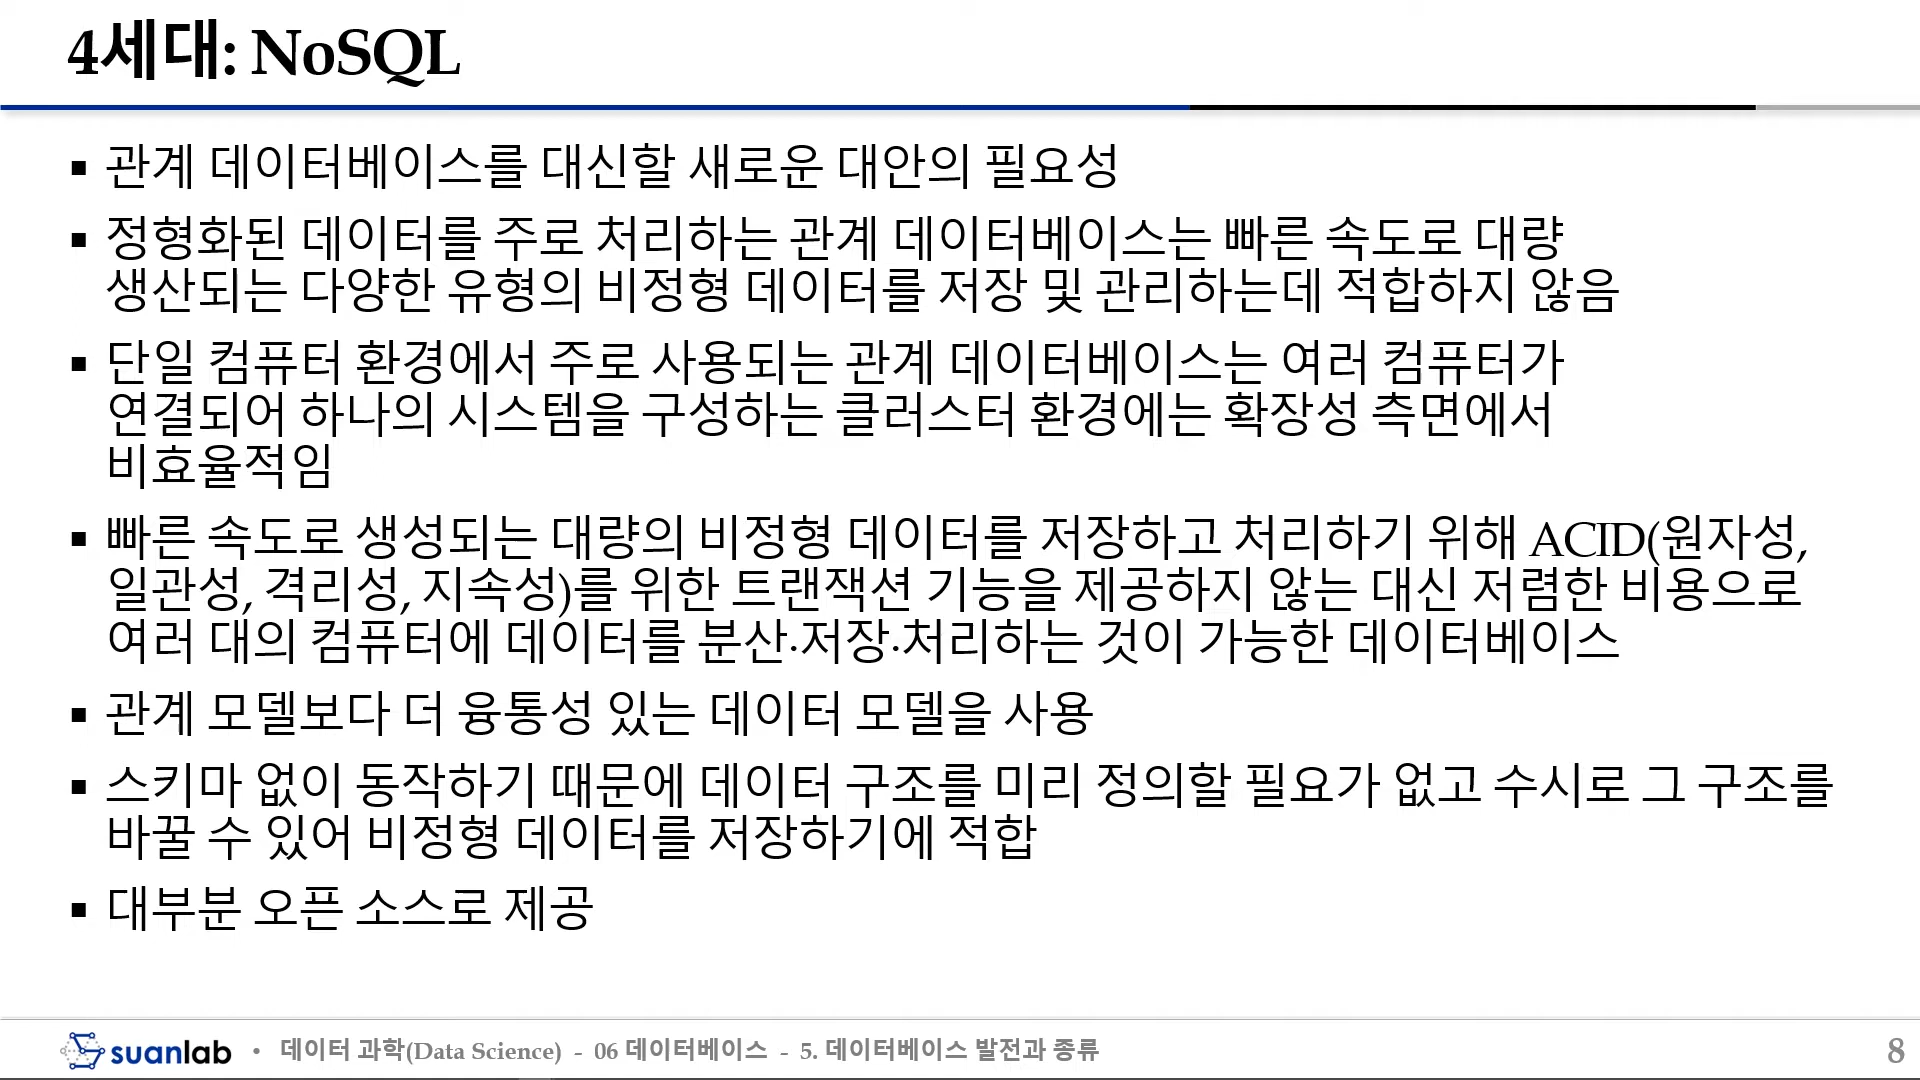 4세대: NoSQL
▪ 관계 데이터베이스를 대신할 새로운 대안의 필요성
▪ 정형화된 데이터를 주로 처리하는 관계 데이터베이스는 빠른 속도로 대량
생산되는 다양한 유형의 비정형 데이터를 저장 및 관리하는데 적합하지 않음
▪ 단일 컴퓨터 환경에서 주로 사용되는 관계 데이터베이스는 여러 컴퓨터가
연결되어 하나의 시스템을 구성하는 클러스터 환경에는 확장성 측면에서
비효율적임
▪ 빠른 속도로 생성되는 대량의 비정형 데이터를 저장하고 처리하기 위해 ACID(원자성,
일관성, 격리성, 지속성)를 위한 트랜잭션 기능을 제공하지 않는 대신 저렴한 비용으로
여러 대의 컴퓨터에 데이터를 분산·저장·처리하는 것이 가능한 데이터베이스
▪ 관계 모델보다 더 융통성 있는 데이터 모델을 사용
▪ 스키마 없이 동작하기 때문에 데이터 구조를 미리 정의할 필요가 없고 수시로 그 구조를
바꿀 수 있어 비정형 데이터를 저장하기에 적합
▪ 대부분 오픈 소스로 제공
suanlab • 데이터 과학(Data Science) - 06 데이터베이스 - 5. 데이터베이스 발전과 종류 8